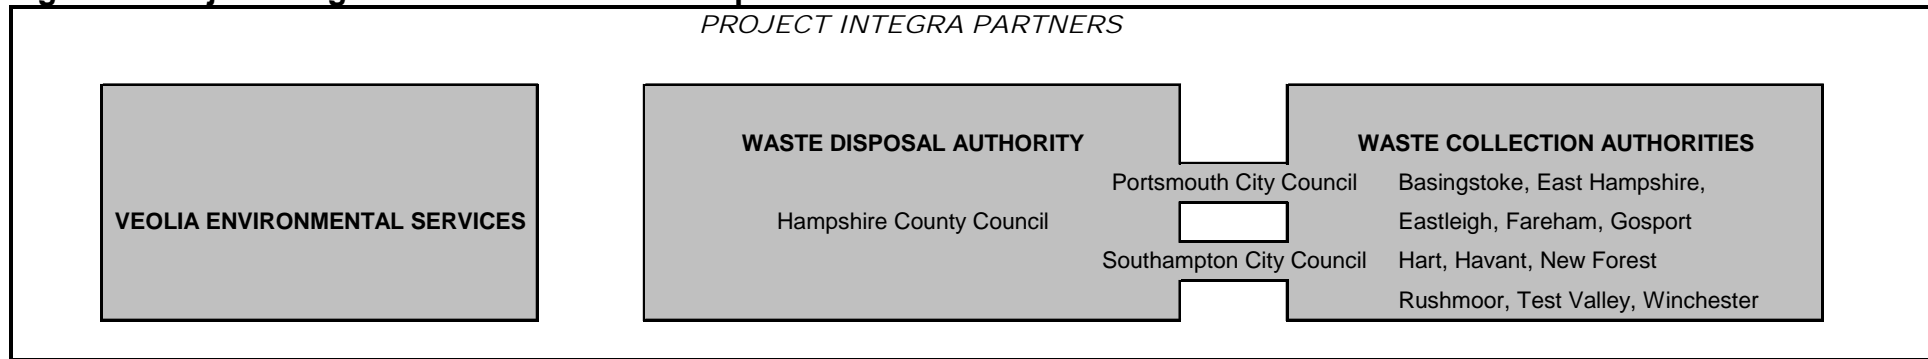 PROJECT INTEGRA PARTNERS
VEOLIA ENVIRONMENTAL SERVICES
WASTE DISPOSAL AUTHORITY
Hampshire County Council
Portsmouth City Council
Southampton City Council
WASTE COLLECTION AUTHORITIES
Basingstoke, East Hampshire,
Eastleigh, Fareham, Gosport
Hart, Havant, New Forest
Rushmoor, Test Valley, Winchester